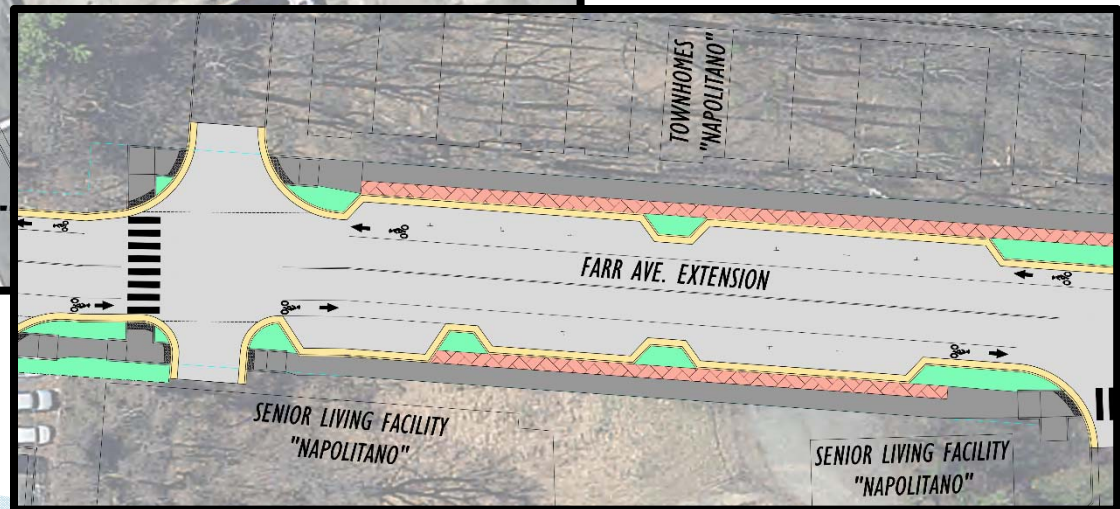 TOWNHOMES
"NAPOLITANO"
FARR AVE. EXTENSION
SENIOR LIVING FACILITY
"NAPOLITANO"
SENIOR LIVING FACILITY
"NAPOLITANO"